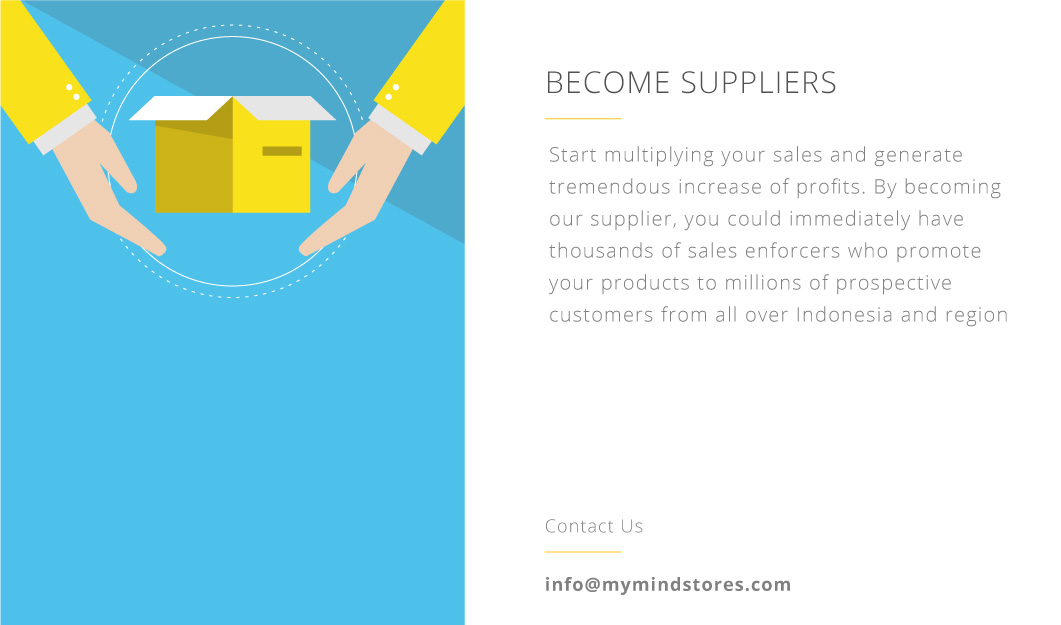 BECOME SUPPLIERS
Start multiplying your sales and generate
tremendous increase of profits. By becoming
our supplier, you could immediately have
thousands of sales enforcers who promote
your products to millions of prospective
customers from all over Indonesia and region
Contact Us
info@mymindstores.com